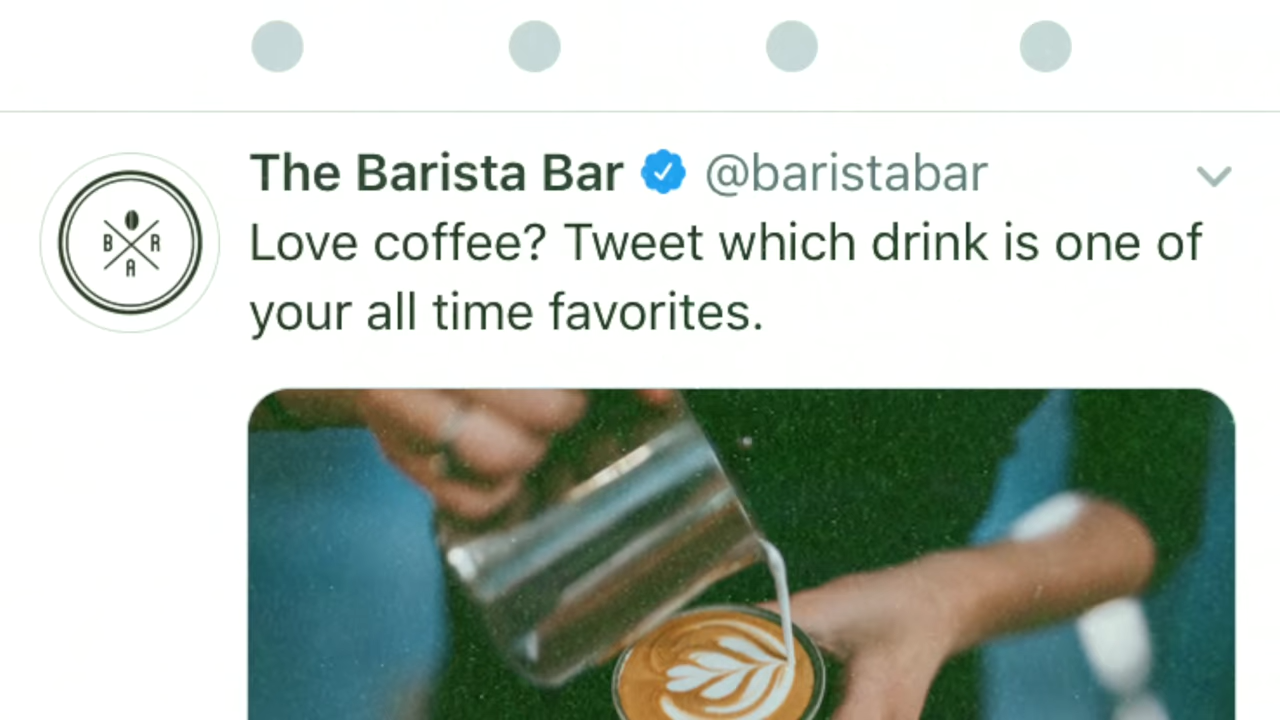 The Barista Bar @baristabar
Love coffee? Tweet which drink is one of
your all time favorites.
B R
A